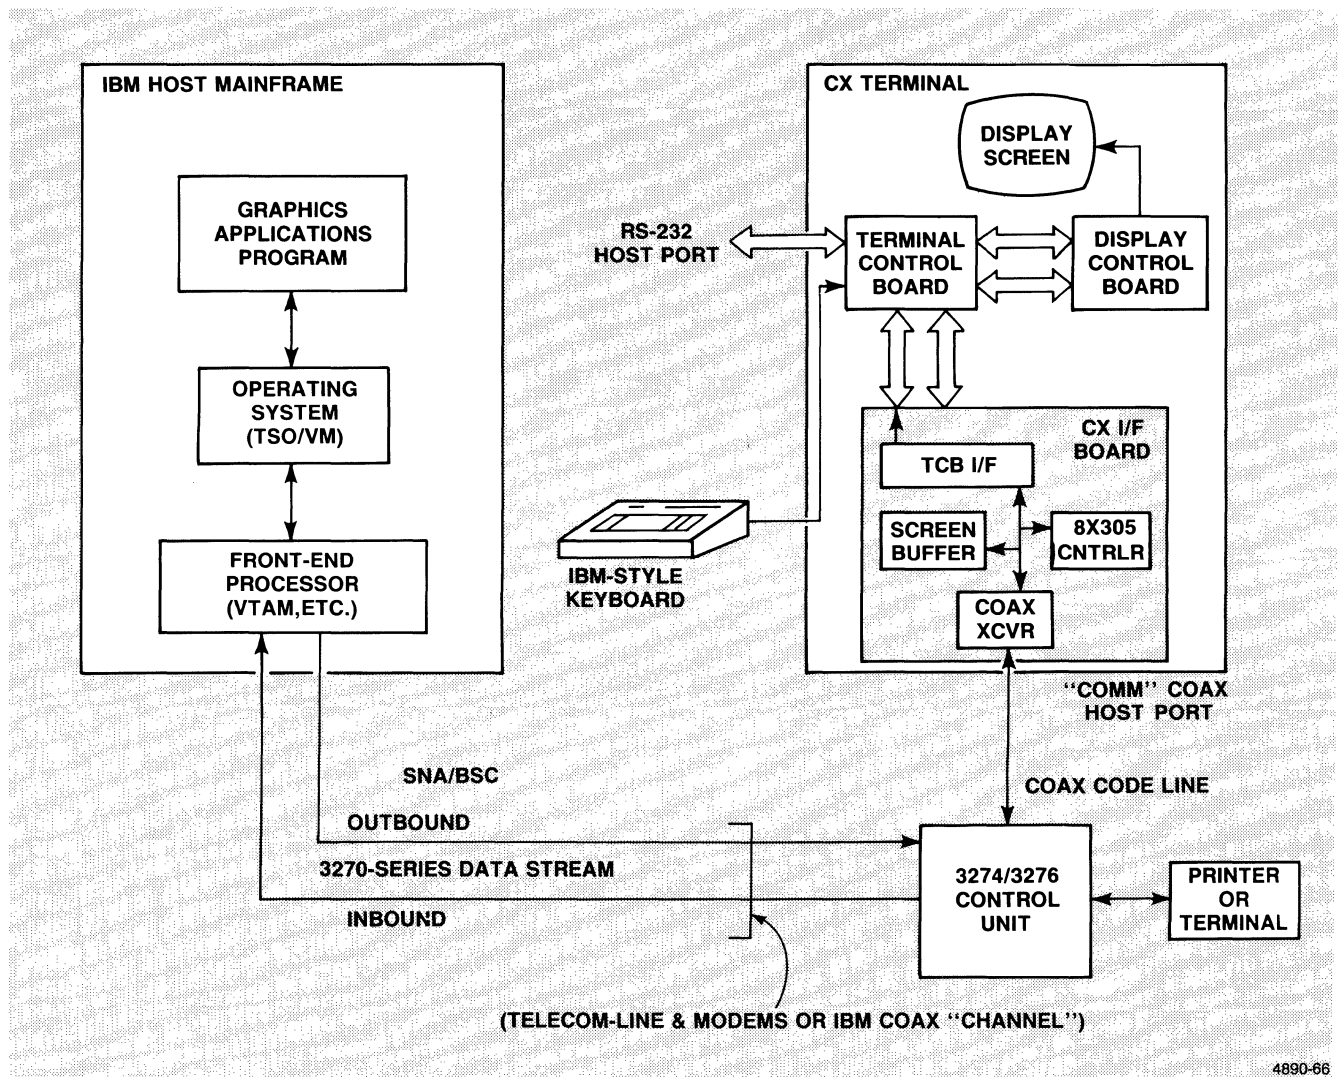 IBM HOST MAINFRAME
GRAPHICS
APPLICATIONS
PROGRAM
OPERATING
SYSTEM
(TSO/VM)
FRONT-END
PROCESSOR
(VTAM,ETC.)
CX TERMINAL
DISPLAY
SCREEN
RS-232
HOST PORT
TERMINAL
CONTROL
BOARD
DISPLAY
CONTROL
BOARD
CX I/F
BOARD
TCB I/F
SCREEN
BUFFER
8X305
CNTRLR
COAX
XCVR
IBM-STYLE
KEYBOARD
"COMM" COAX
HOST PORT
SNA/BSC
COAX CODE LINE
OUTBOUND
3270-SERIES DATA STREAM
INBOUND
3274/3276
CONTROL
UNIT
PRINTER
OR
TERMINAL
(TELECOM-LINE & MODEMS OR IBM COAX "CHANNEL")
4890-66